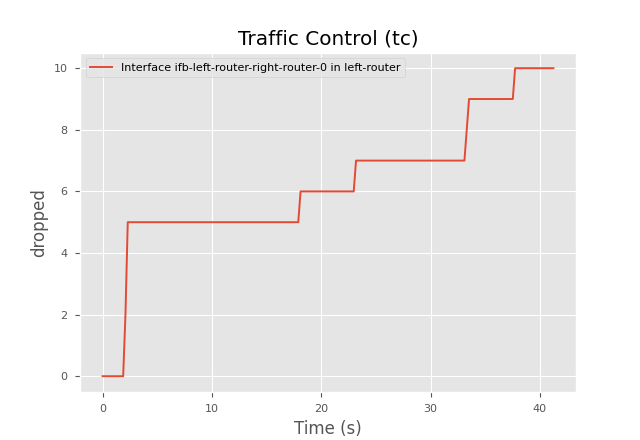 Traffic Control (tc)
Interface ifb-left-router-right-router-0 in left-router
dropped
10
8
6
4
2
0
0 10 20 30 40
Time (s)